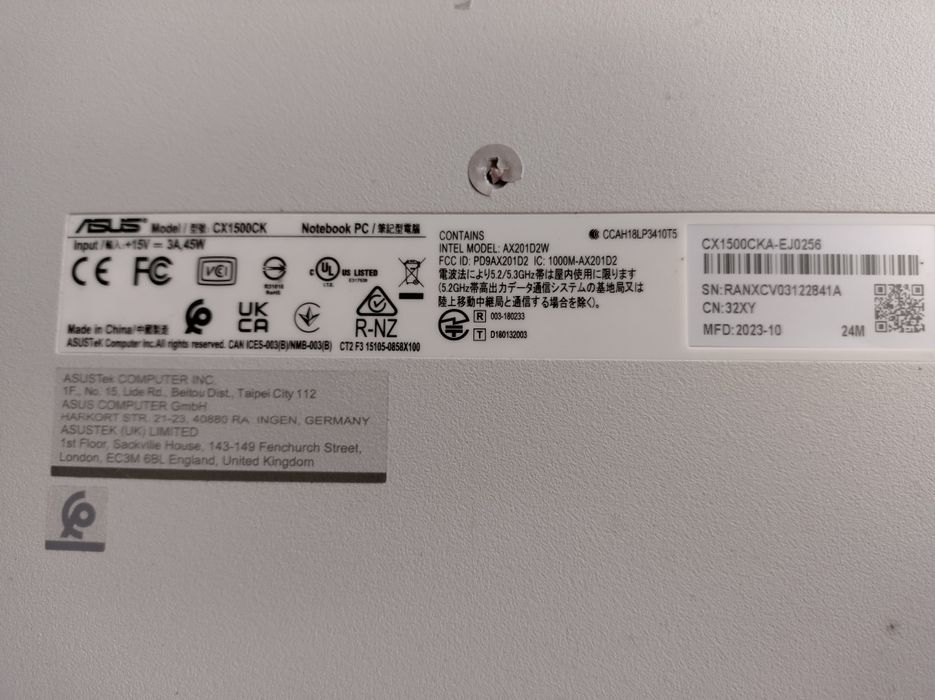 ASUS Model / 型號: CX1500CK Notebook PC / 筆記型電腦
Input /輸入:+15V = 3A,45W
CE FC
c UL US LISTED
I.T.E. E317636
R31018
RoHS
UK
CA
R-NZ
Made in China/中國製造
ASUSTeK Computer Inc.All rights reserved. CAN ICES-003(B)/NMB-003(B) CT2 F3 15105-0858X100
CONTAINS CCAH18LP3410T5
INTEL MODEL: AX201D2W
FCC ID: PD9AX201D2 IC: 1000M-AX201D2
電波法により5.2/5.3GHz帯は屋内使用に限ります
(5.2GHz帯高出力データ通信システムの基地局又は
陸上移動中継局と通信する場合を除く)。
R 003-180233
T D180132003
CX1500CKA-EJ0256
SN:RANXCV03122841A
CN:32XY
MFD:2023-10 24M
ASUSTek COMPUTER INC.
1F., No. 15, Lide Rd., Beitou Dist., Taipei City 112
ASUS COMPUTER GmbH
HARKORT STR. 21-23, 40880 RA INGEN, GERMANY
ASUSTEK (UK) LIMITED
1st Floor, Sackville House, 143-149 Fenchurch Street,
London, EC3M 6BL England, United Kingdom